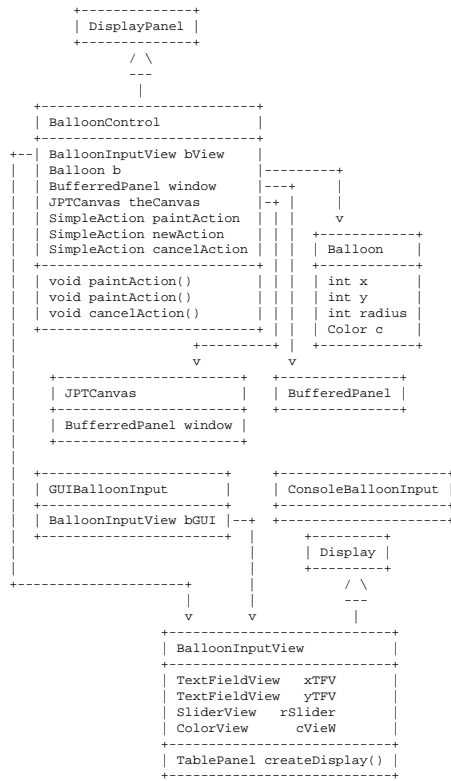 DisplayPanel
BalloonControl
BalloonInputView bView
Balloon b
BufferredPanel window
JPTCanvas theCanvas
SimpleAction paintAction
SimpleAction newAction
SimpleAction cancelAction
Balloon
void paintAction()
void paintAction()
void cancelAction()
int x
int y
int radius
Color c
JPTCanvas
BufferedPanel
BufferredPanel window
GUIBalloonInput
ConsoleBalloonInput
BalloonInputView bGUI
Display
BalloonInputView
TextFieldView xTFV
TextFieldView yTFV
SliderView rSlider
ColorView cVieW
TablePanel createDisplay()